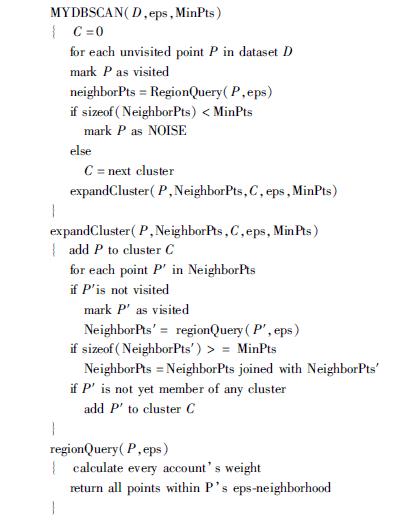 MYDBSCAN(D,eps,MinPts)
{ C=0
for each unvisited point P in dataset D
mark P as visited
neighborPts = RegionQuery(P,eps)
if sizeof(NeighborPts) < MinPts
mark P as NOISE
else
C = next cluster
expandCluster(P,NeighborPts,C,eps,MinPts)
}
expandCluster(P,NeighborPts,C,eps,MinPts)
{ add P to cluster C
for each point P′ in NeighborPts
if P′is not visited
mark P′ as visited
NeighborPts′ = regionQuery(P′,eps)
if sizeof(NeighborPts′) > = MinPts
NeighborPts = NeighborPts joined with NeighborPts′
if P′ is not yet member of any cluster
add P′ to cluster C
}
regionQuery(P,eps)
{ calculate every account's weight
return all points within P's eps-neighborhood
}